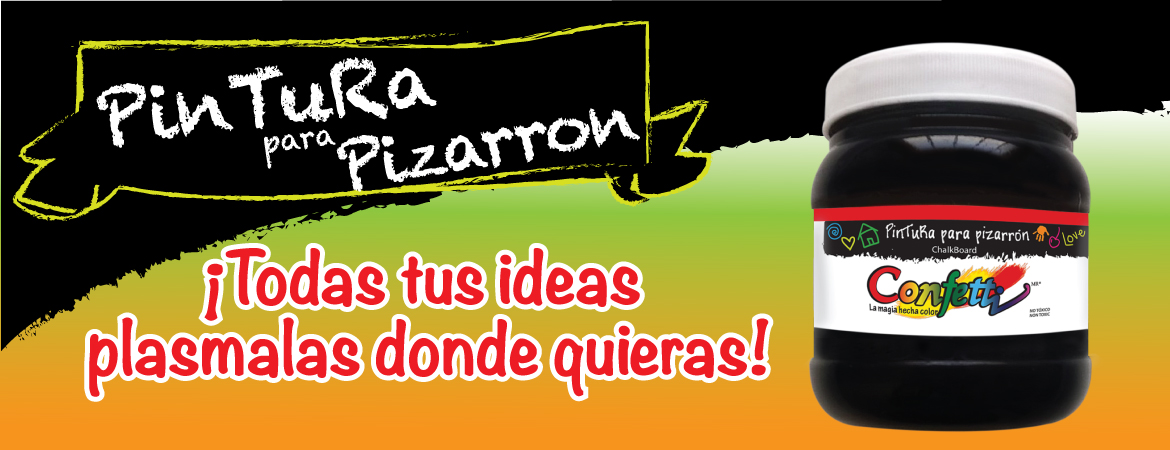 PinTuRa
para Pizarron
¡Todas tus ideas
plasmalas donde quieras!
PinTuRa para pizarrón
Love
ChalkBoard
Confetti
MR®
La magia hecha color
NO TOXICO
NON TOXIC